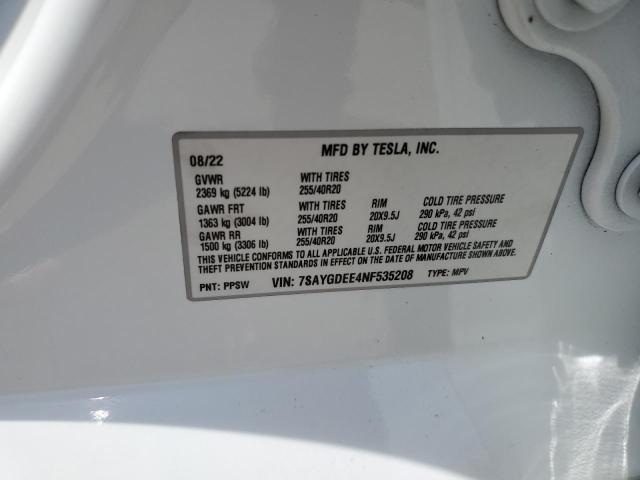 08/22 MFD BY TESLA, INC.
GVWR WITH TIRES
2369 kg (5224 lb) 255/40R20
GAWR FRT WITH TIRES RIM COLD TIRE PRESSURE
1363 kg (3004 lb) 255/40R20 20X9.5J 290 kPa, 42 psi
GAWR RR WITH TIRES RIM COLD TIRE PRESSURE
1500 kg (3306 lb) 255/40R20 20X9.5J 290 kPa, 42 psi
THIS VEHICLE CONFORMS TO ALL APPLICABLE U.S. FEDERAL MOTOR VEHICLE SAFETY AND
THEFT PREVENTION STANDARDS IN EFFECT ON THE DATE OF MANUFACTURE SHOWN ABOVE.
PNT: PPSW VIN: 7SAYGDEE4NF535208 TYPE: MPV